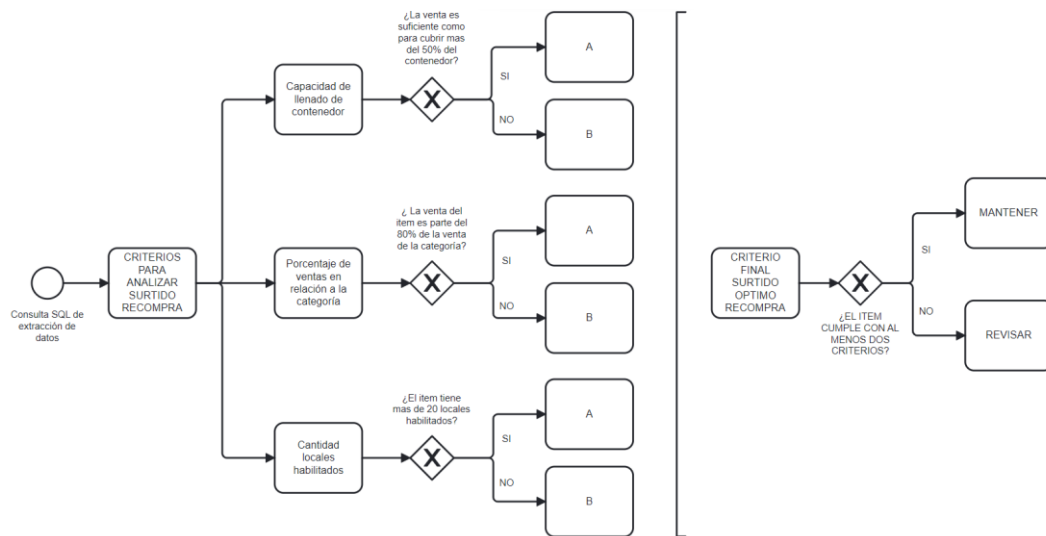 ¿La venta es
suficiente como
para cubrir mas
del 50% del
contenedor?
Capacidad de
llenado de
contenedor
SI
A
NO
B
Consulta SQL de
extracción de
datos
CRITERIOS
PARA
ANALIZAR
SURTIDO
RECOMPRA
¿ La venta del
item es parte del
80% de la venta
de la categoría?
Porcentaje de
ventas en
relación a la
categoría
SI
A
NO
B
¿El item tiene
mas de 20 locales
habilitados?
Cantidad
locales
habilitados
SI
A
NO
B
CRITERIO
FINAL
SURTIDO
OPTIMO
RECOMPRA
¿EL ITEM
CUMPLE CON AL
MENOS DOS
CRITERIOS?
SI
MANTENER
NO
REVISAR